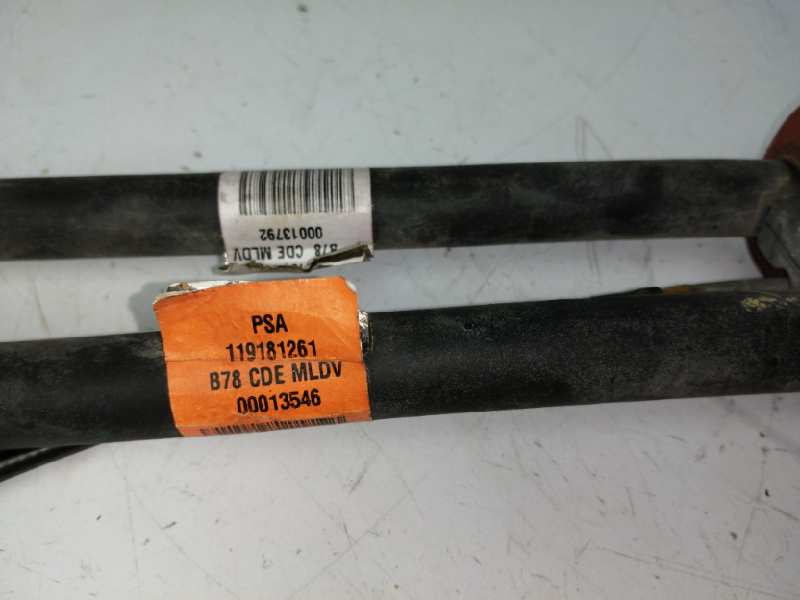 B78 CDE MLDV
00013792
PSA
119181261
B78 CDE MLDV
00013546